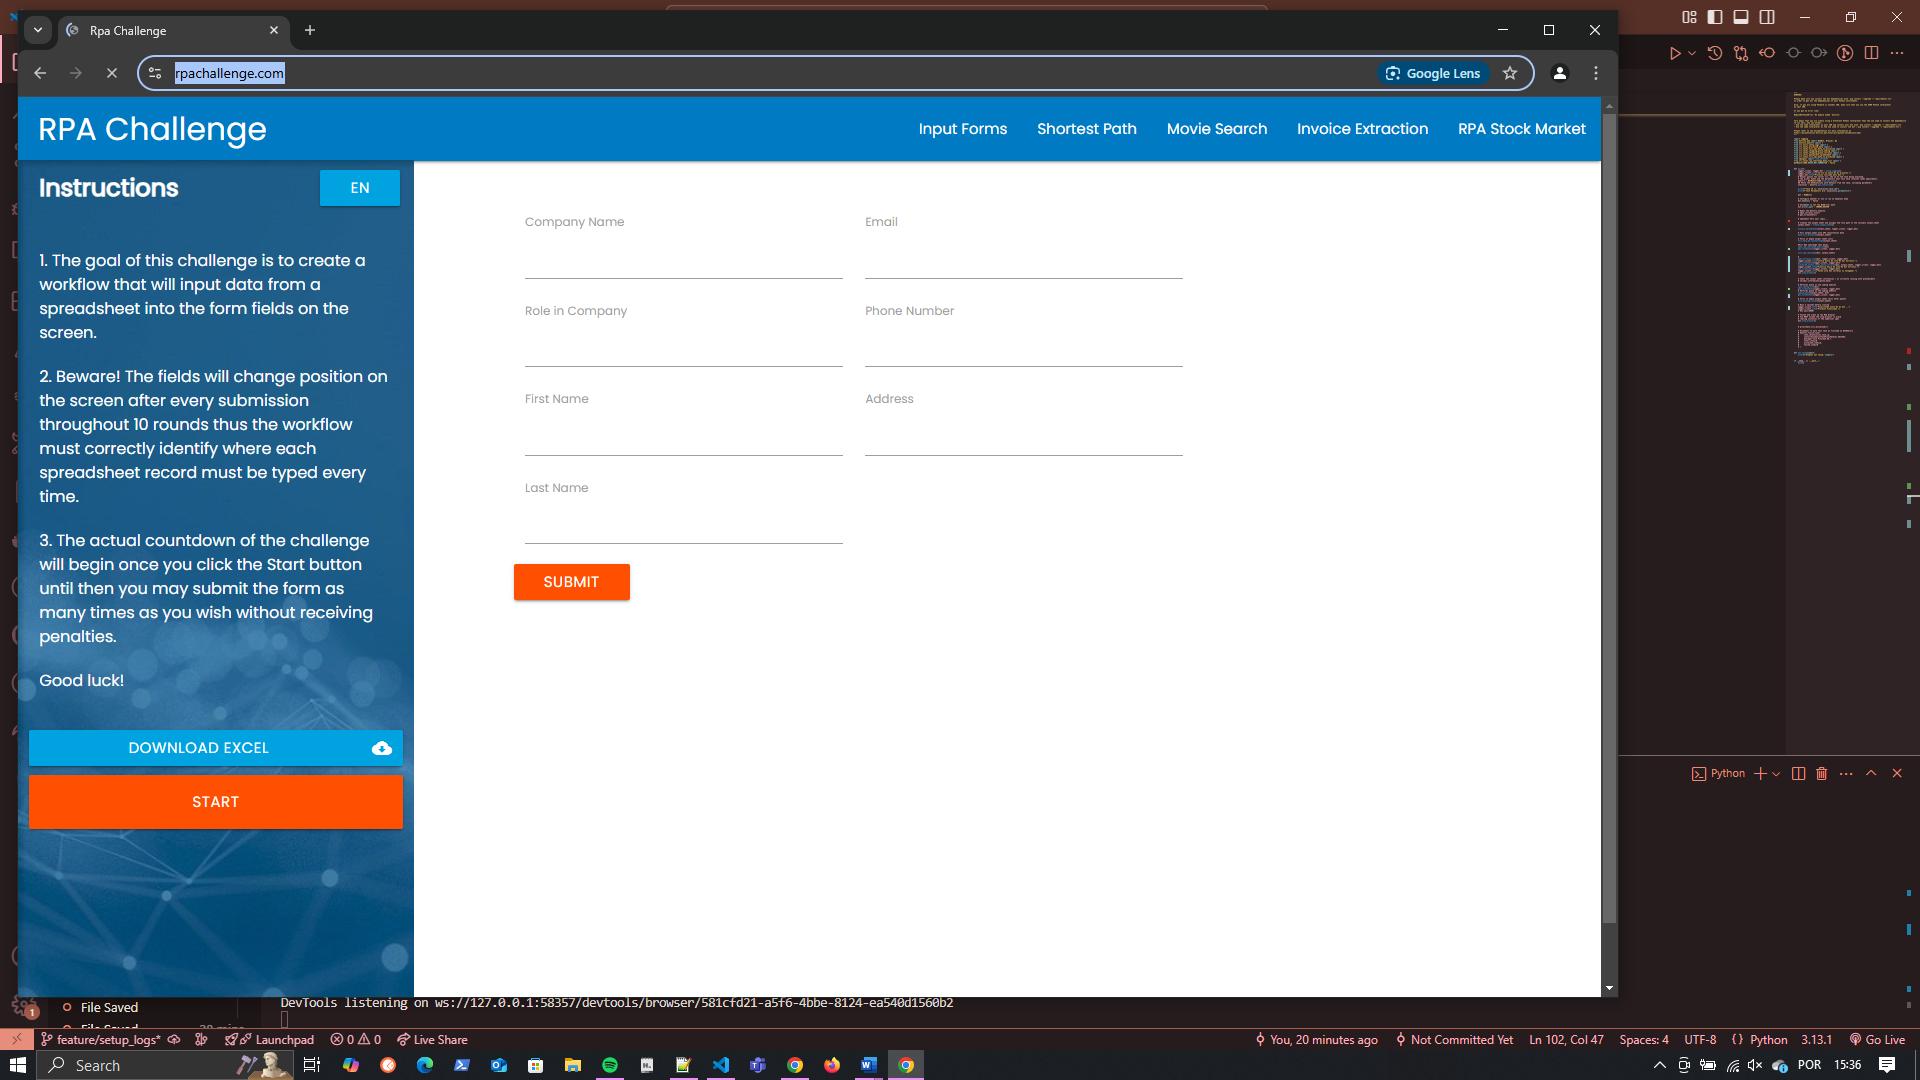 Rpa Challenge
rpachallenge.com
Google Lens
RPA Challenge
Input Forms
Shortest Path
Movie Search
Invoice Extraction
RPA Stock Market
Instructions
EN
1. The goal of this challenge is to create a
workflow that will input data from a
spreadsheet into the form fields on the
screen.
2. Beware! The fields will change position on
the screen after every submission
throughout 10 rounds thus the workflow
must correctly identify where each
spreadsheet record must be typed every
time.
3. The actual countdown of the challenge
will begin once you click the Start button
until then you may submit the form as
many times as you wish without receiving
penalties.
Good luck!
DOWNLOAD EXCEL
START
Company Name
Email
Role in Company
Phone Number
First Name
Address
Last Name
SUBMIT
Python
File Saved
DevTools listening on ws://127.0.0.1:58357/devtools/browser/581cfd21-a5f6-4bbe-8124-ea540d1560b2
1
feature/setup_logs*
Launchpad
0
0
Live Share
You, 20 minutes ago
Not Committed Yet
Ln 102, Col 47
Spaces: 4
UTF-8
{} Python
3.13.1
Go Live
Search
POR
15:36